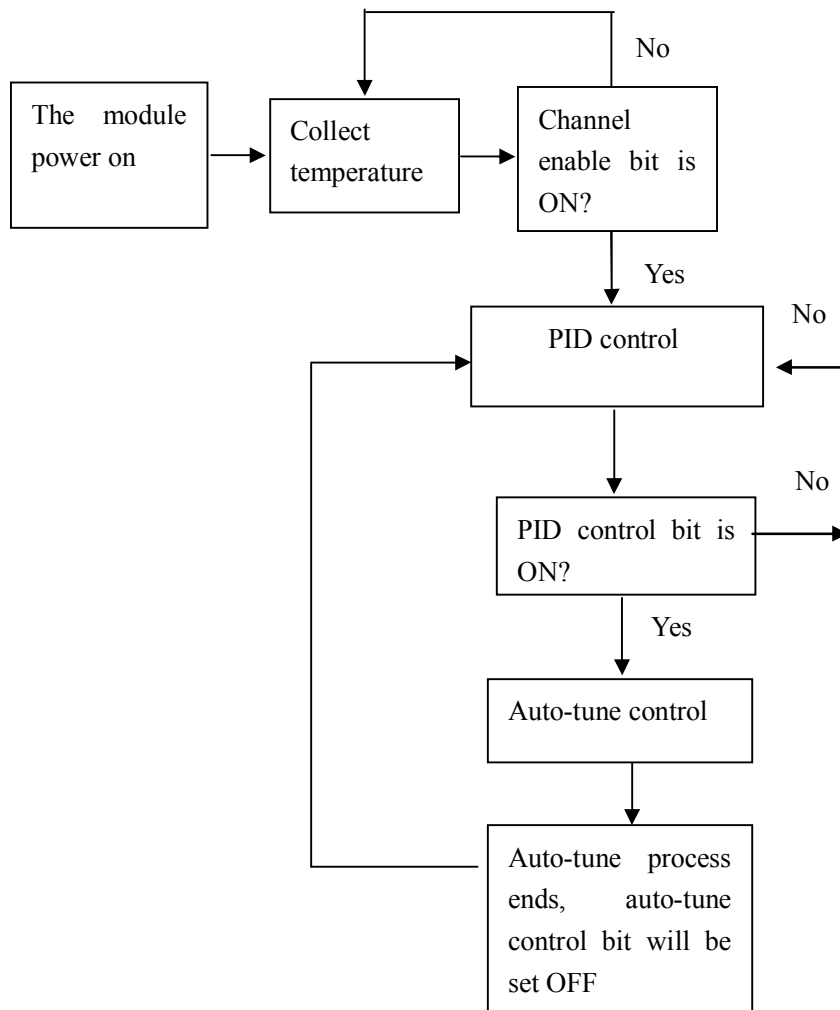 No
The module
power on
Collect
temperature
Channel
enable bit is
ON?
Yes
No
PID control
No
PID control bit is
ON?
Yes
Auto-tune control
Auto-tune process
ends, auto-tune
control bit will be
set OFF